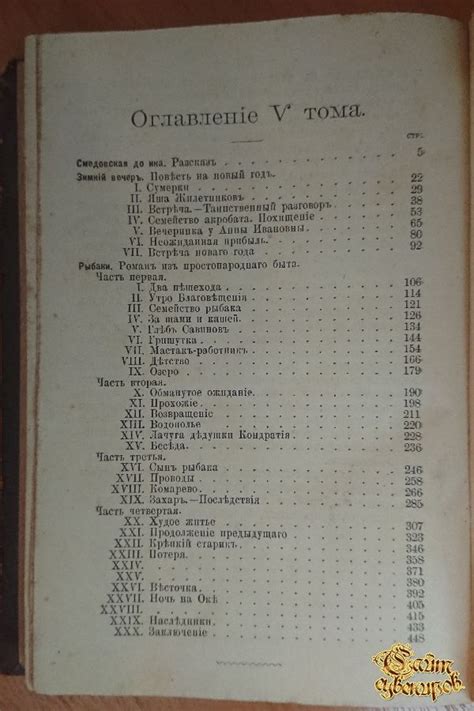 Оглавленіе V тома.
СТР.
Смедовская долина. Разсказъ . . . 5
Зимній вечеръ. Повѣсть на новый годъ. . . . 22
I. Сумерки . . . 29
II. Яша Жилетниковъ . . . 38
III. Встрѣча.—Таинственный разговоръ . . . 53
IV. Семейство акробата. Похищеніе . . . 65
V. Вечеринка у Анны Ивановны . . . 80
VI. Неожиданная прибыль . . . 92
VII. Встрѣча новаго года
Рыбаки. Романъ изъ простонароднаго быта.
Часть первая.
I. Два пѣшехода . . . 106
II. Утро Благовѣщенія . . . 114
III. Семейство рыбака . . . 121
IV. За щами и кашей. . . . 126
V. Глѣбъ Савиновъ . . . 134
VI. Гришутка . . . 144
VII. Мастакъ-работникъ . . . 154
VIII. Дѣтство . . . 166
IX. Озеро . . . 179
Часть вторая.
X. Обманутое ожиданіе . . . 190
XI. Прохожіе . . . 198
XII. Возвращеніе . . . 211
XIII. Водополье . . . 220
XIV. Лачуга дѣдушки Кондратія . . . 228
XV. Бесѣда . . . 236
Часть третья.
XVI. Сынъ рыбака . . . 246
XVII. Проводы . . . 258
XVIII. Комарево . . . 266
XIX. Захаръ.—Послѣдствія . . . 285
Часть четвертая.
XX. Худое житье . . . 307
XXI. Продолженіе предыдущаго . . . 323
XXII. Крѣпкій старикъ . . . 346
XXIII. Потеря . . . 358
XXIV. . . . 371
XXV. . . . 380
XXVI. Вѣсточка . . . 392
XXVII. Ночь на Окѣ . . . 405
XXVIII. . . . 415
XXIX. Наслѣдники . . . 433
XXX. Заключеніе . . . 448
Сайт
сувениров